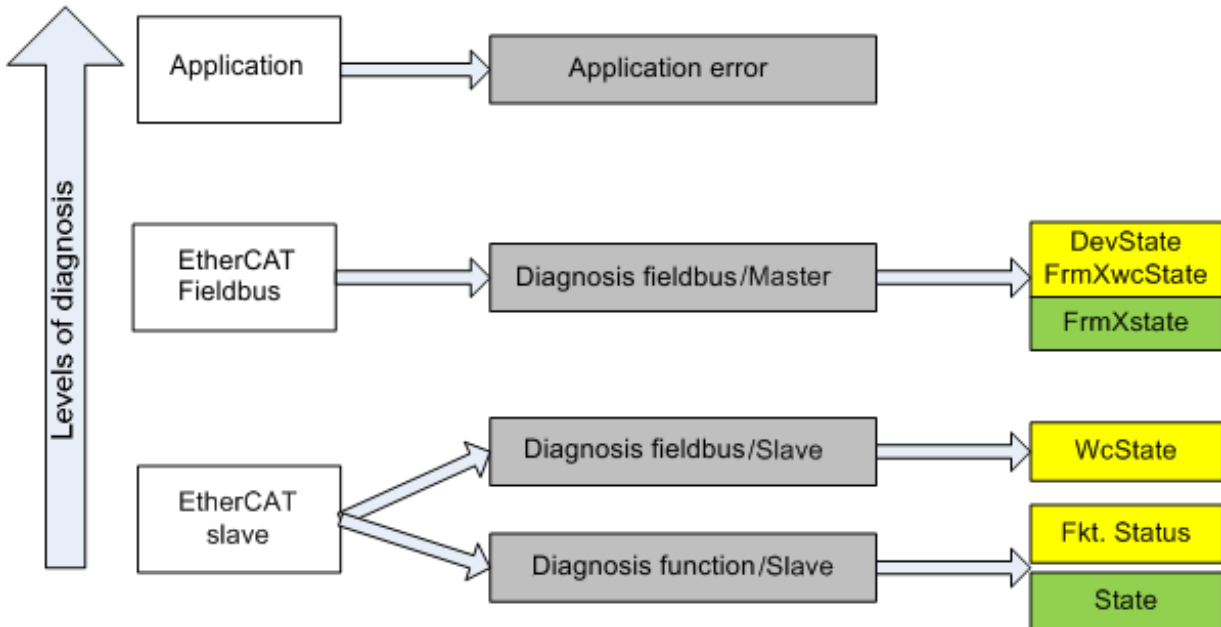 Levels of diagnosis
Application
Application error
EtherCAT
Fieldbus
Diagnosis fieldbus/Master
DevState
FrmXwcState
FrmXstate
EtherCAT
slave
Diagnosis fieldbus/Slave
WcState
Diagnosis function/Slave
Fkt. Status
State